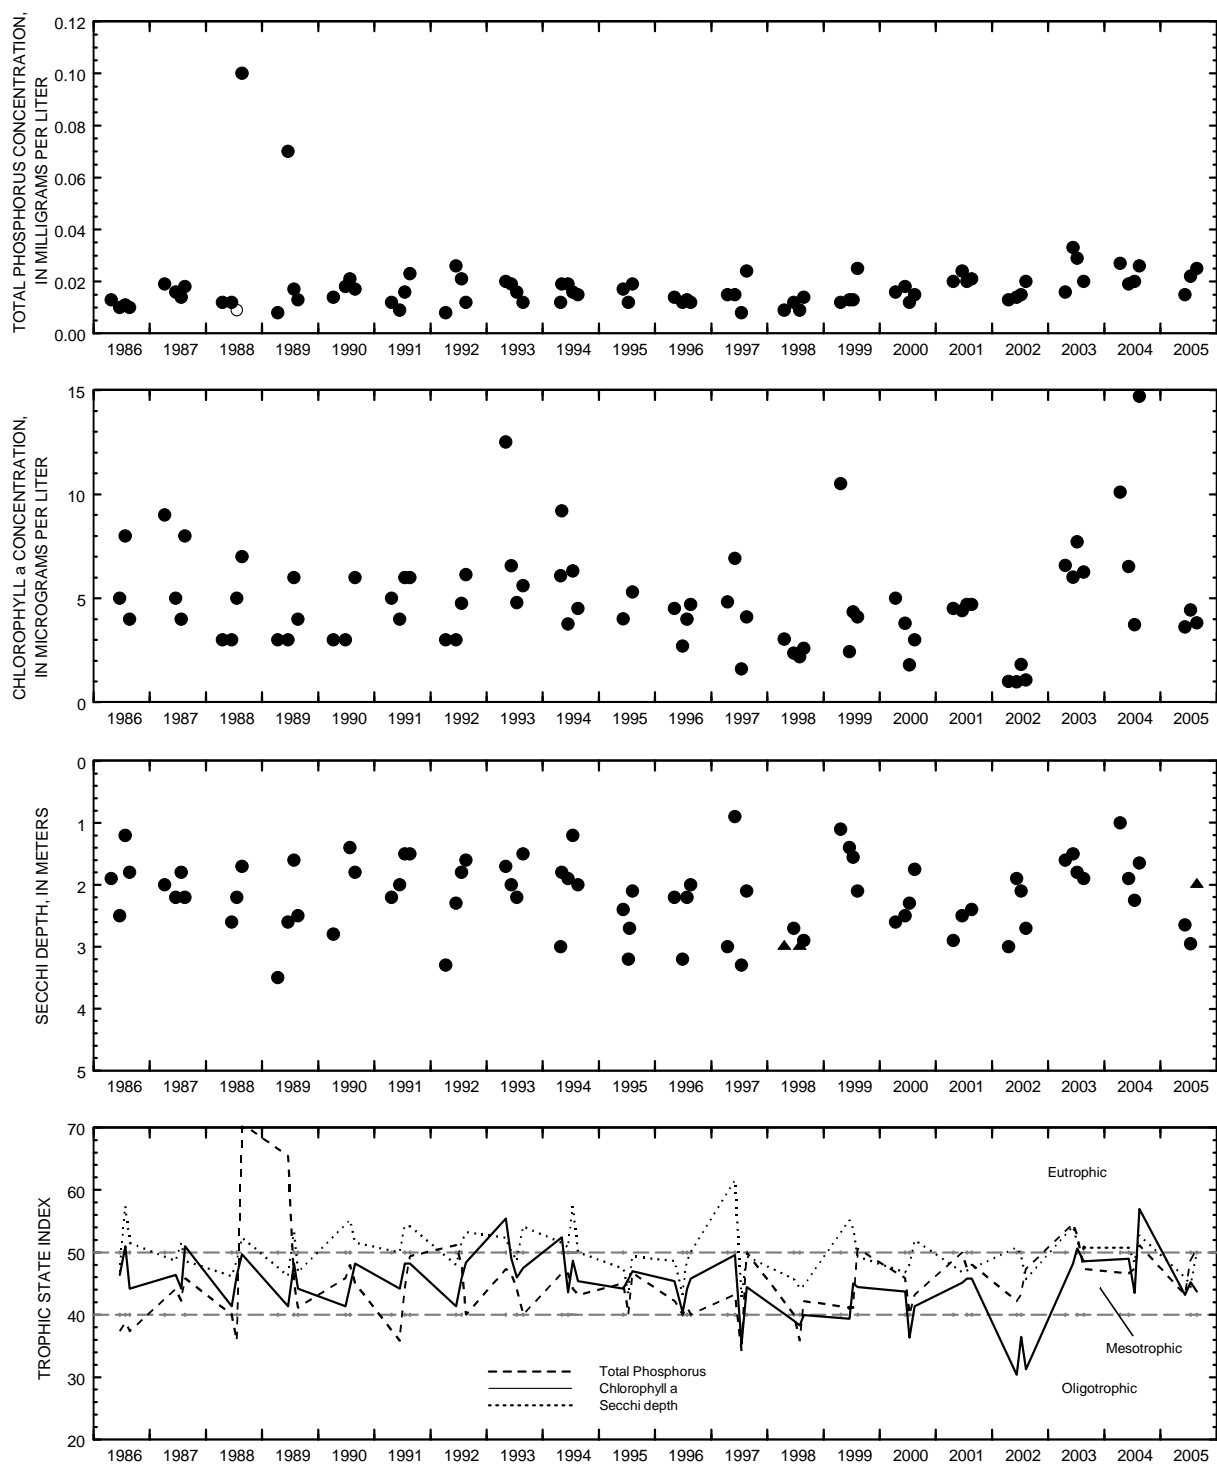 TOTAL PHOSPHORUS CONCENTRATION,
IN MILLIGRAMS PER LITER
0.12
0.10
0.08
0.06
0.04
0.02
0.00
1986 1987 1988 1989 1990 1991 1992 1993 1994 1995 1996 1997 1998 1999 2000 2001 2002 2003 2004 2005
CHLOROPHYLL a CONCENTRATION,
IN MICROGRAMS PER LITER
15
10
5
0
1986 1987 1988 1989 1990 1991 1992 1993 1994 1995 1996 1997 1998 1999 2000 2001 2002 2003 2004 2005
SECCHI DEPTH, IN METERS
0
1
2
3
4
5
1986 1987 1988 1989 1990 1991 1992 1993 1994 1995 1996 1997 1998 1999 2000 2001 2002 2003 2004 2005
TROPHIC STATE INDEX
70
60
50
40
30
20
Eutrophic
Mesotrophic
Oligotrophic
Total Phosphorus
Chlorophyll a
Secchi depth
1986 1987 1988 1989 1990 1991 1992 1993 1994 1995 1996 1997 1998 1999 2000 2001 2002 2003 2004 2005